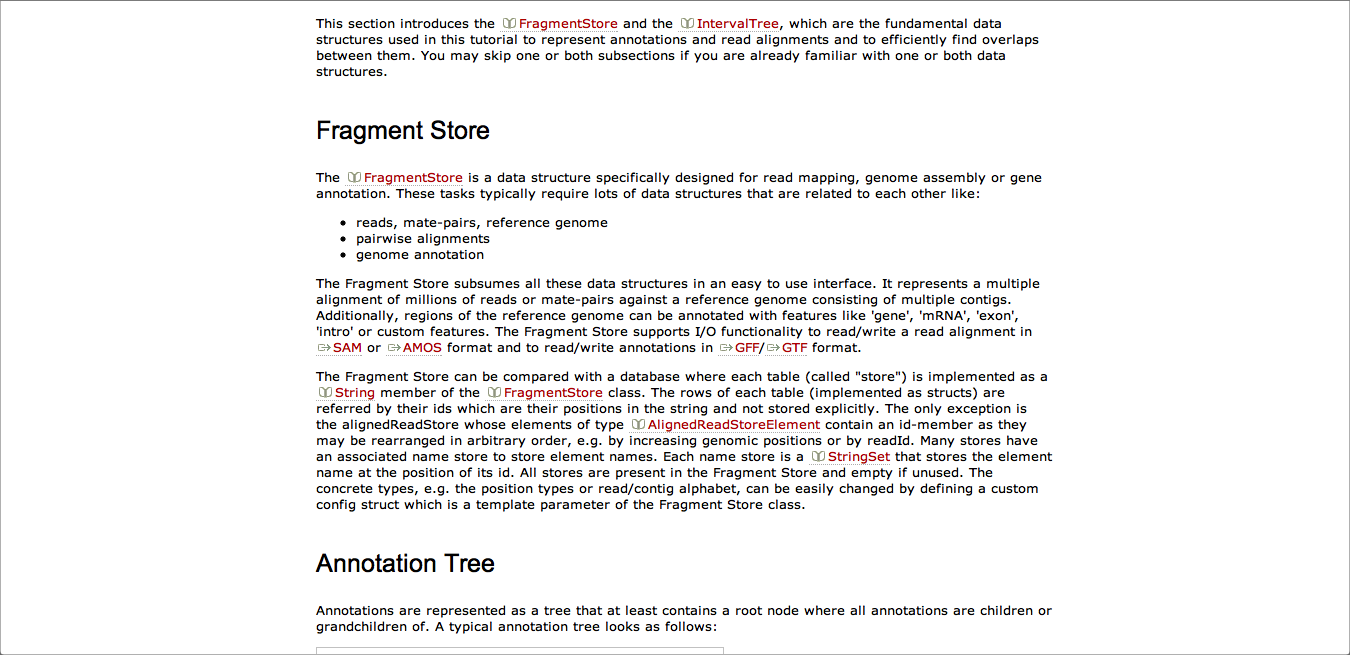 This section introduces the FragmentStore and the IntervalTree, which are the fundamental data
structures used in this tutorial to represent annotations and read alignments and to efficiently find overlaps
between them. You may skip one or both subsections if you are already familiar with one or both data
structures.
Fragment Store
The FragmentStore is a data structure specifically designed for read mapping, genome assembly or gene
annotation. These tasks typically require lots of data structures that are related to each other like:
• reads, mate-pairs, reference genome
• pairwise alignments
• genome annotation
The Fragment Store subsumes all these data structures in an easy to use interface. It represents a multiple
alignment of millions of reads or mate-pairs against a reference genome consisting of multiple contigs.
Additionally, regions of the reference genome can be annotated with features like 'gene', 'mRNA', 'exon',
'intro' or custom features. The Fragment Store supports I/O functionality to read/write a read alignment in
SAM or AMOS format and to read/write annotations in GFF/GTF format.
The Fragment Store can be compared with a database where each table (called "store") is implemented as a
String member of the FragmentStore class. The rows of each table (implemented as structs) are
referred by their ids which are their positions in the string and not stored explicitly. The only exception is
the alignedReadStore whose elements of type AlignedReadStoreElement contain an id-member as they
may be rearranged in arbitrary order, e.g. by increasing genomic positions or by readId. Many stores have
an associated name store to store element names. Each name store is a StringSet that stores the element
name at the position of its id. All stores are present in the Fragment Store and empty if unused. The
concrete types, e.g. the position types or read/contig alphabet, can be easily changed by defining a custom
config struct which is a template parameter of the Fragment Store class.
Annotation Tree
Annotations are represented as a tree that at least contains a root node where all annotations are children or
grandchildren of. A typical annotation tree looks as follows: